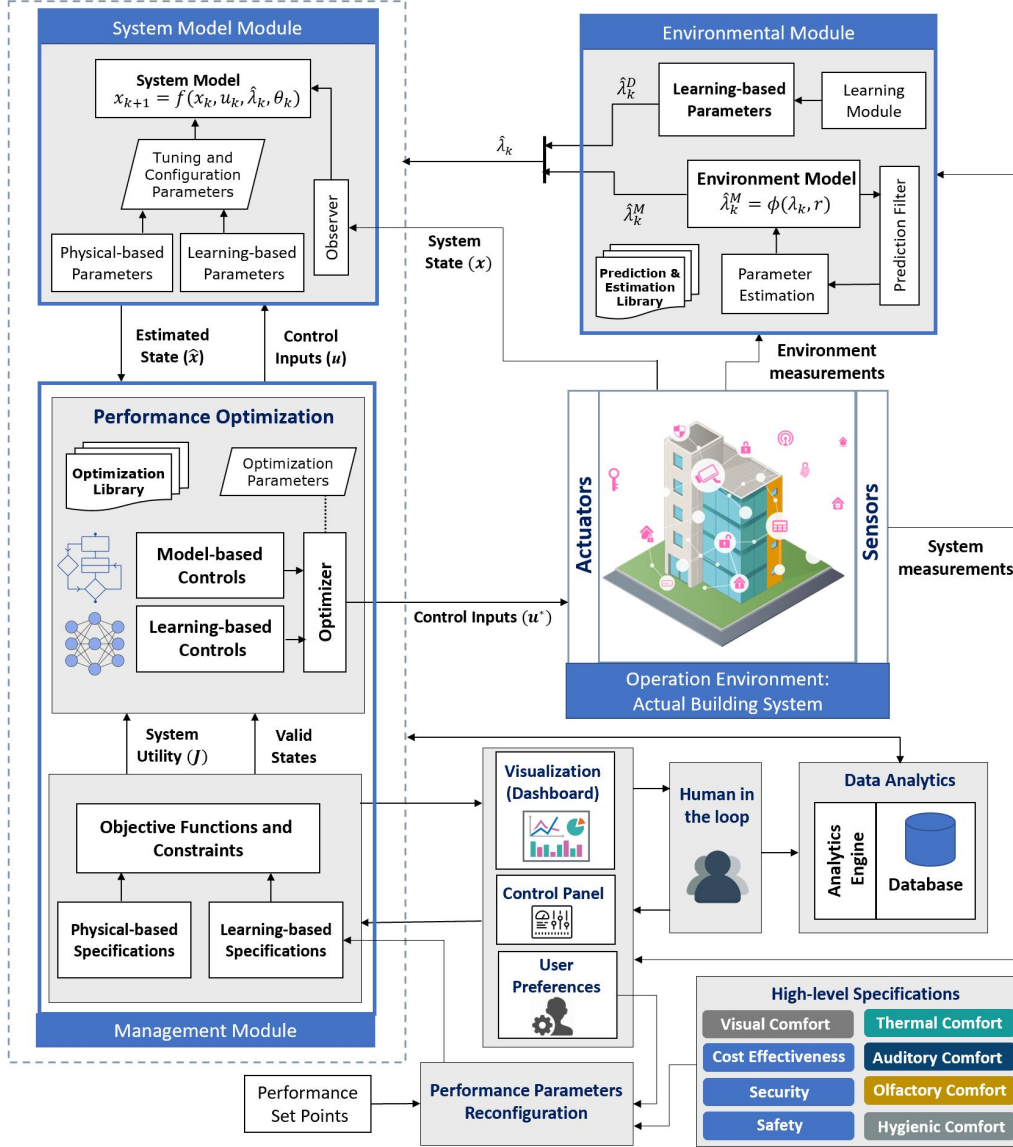 System Model Module
System Model
x_{k+1} = f(x_k, u_k, λ̂_k, θ_k)
Tuning and
Configuration
Parameters
Physical-based
Parameters
Learning-based
Parameters
Observer
Environmental Module
λ̂_k^D
Learning-based
Parameters
Learning
Module
λ̂_k
Environment Model
λ̂_k^M = ϕ(λ_k, r)
λ̂_k^M
Prediction Filter
Prediction &
Estimation
Library
Parameter
Estimation
System
State (x)
Estimated
State (x̂)
Control
Inputs (u)
Environment
measurements
Performance Optimization
Optimization
Library
Optimization
Parameters
Model-based
Controls
Learning-based
Controls
Optimizer
Control Inputs (u*)
Actuators
Sensors
System
measurements
Operation Environment:
Actual Building System
System
Utility (J)
Valid
States
Objective Functions and
Constraints
Physical-based
Specifications
Learning-based
Specifications
Management Module
Visualization
(Dashboard)
Control Panel
User
Preferences
Human in
the loop
Data Analytics
Analytics
Engine
Database
High-level Specifications
Visual Comfort
Thermal Comfort
Cost Effectiveness
Auditory Comfort
Security
Olfactory Comfort
Safety
Hygienic Comfort
Performance
Set Points
Performance Parameters
Reconfiguration